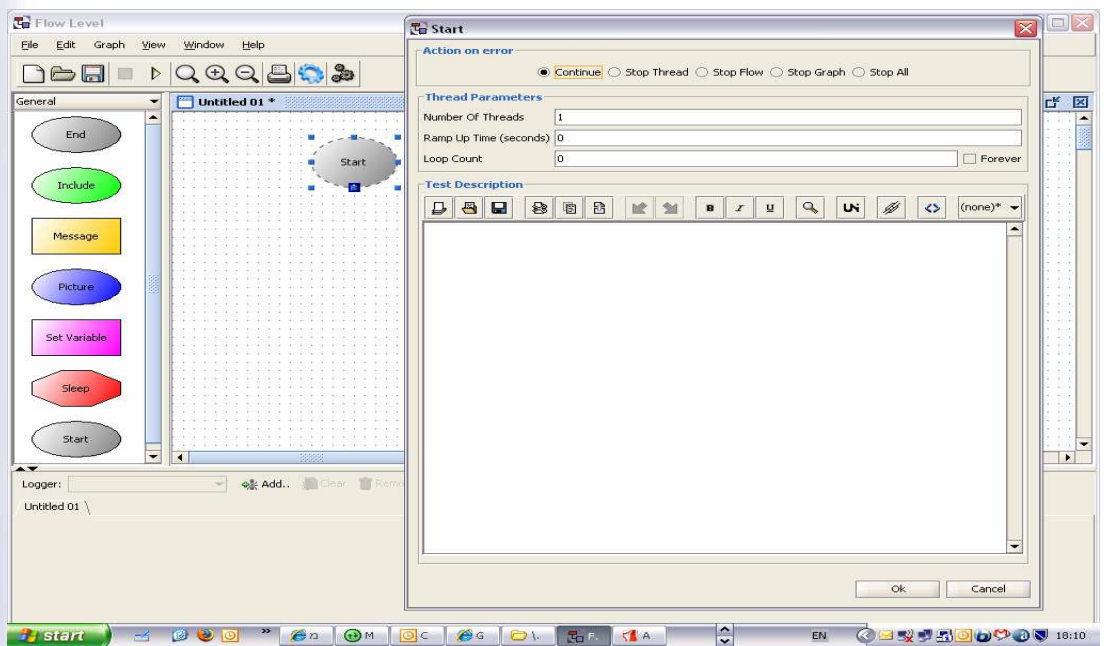 Flow Level
File Edit Graph View Window Help
General
End
Include
Message
Picture
Set Variable
Sleep
Start
Untitled 01 *
Start
Logger:
Add..
Clear
Untitled 01
Start
Action on error
Continue Stop Thread Stop Flow Stop Graph Stop All
Thread Parameters
Number Of Threads 1
Ramp Up Time (seconds) 0
Loop Count 0 Forever
Test Description
B I U (none)*
Ok Cancel
start
מ M C G \. F. A EN 18:10